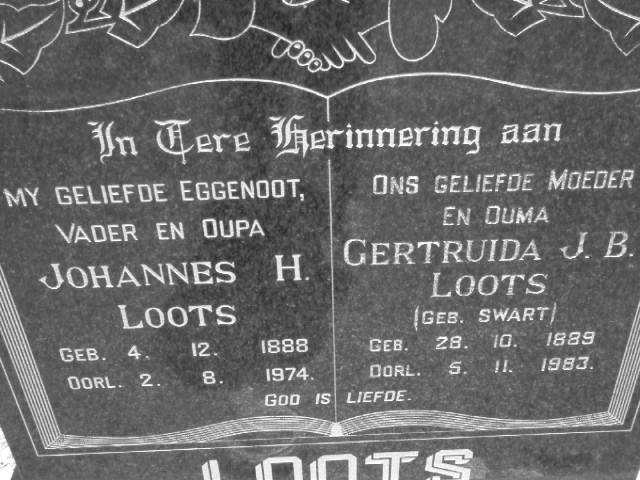 In Tere Herinnering aan
MY GELIEFDE EGGENOOT,
VADER EN OUPA
JOHANNES H.
LOOTS
GEB. 4. 12. 1888
OORL. 2. 8. 1974.
ONS GELIEFDE MOEDER
EN OUMA
GERTRUIDA J. B.
LOOTS
(GEB. SWART)
GEB. 28. 10. 1889
OORL. 5. 11. 1983.
GOD IS LIEFDE.
LOOTS